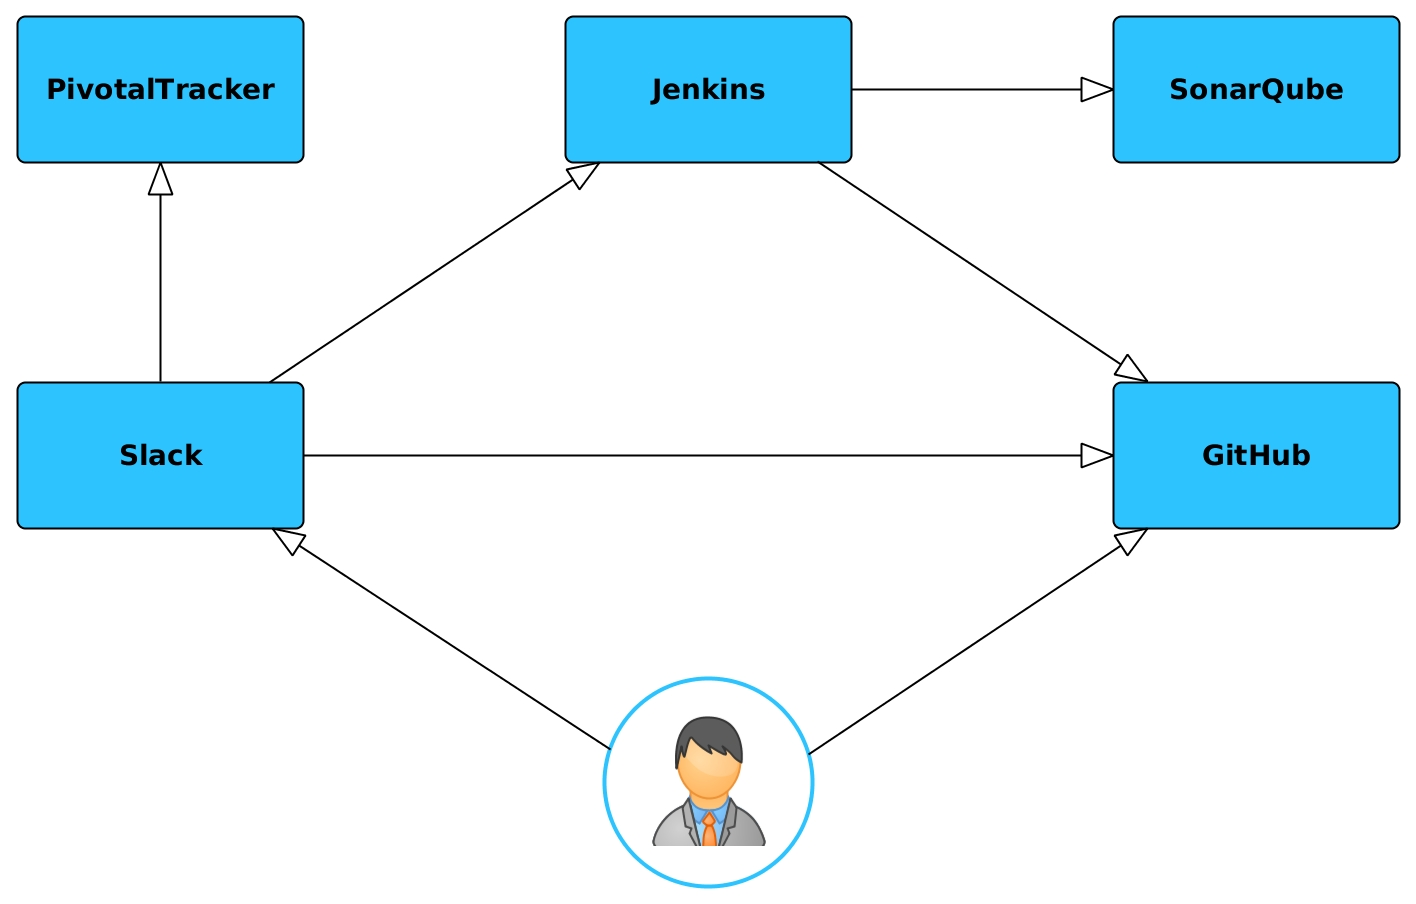 PivotalTracker
Jenkins
SonarQube
Slack
GitHub